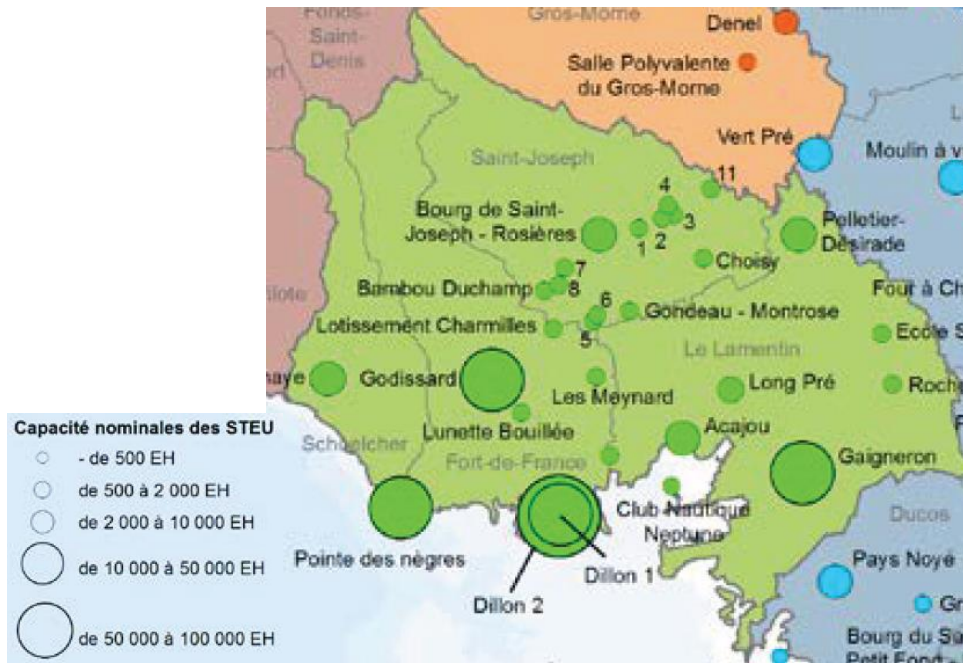 Fonds-
Saint-
Denis
Gros-Morne
Denel
Salle Polyvalente
du Gros-Morne
Vert Pré
Moulin à v
Saint-Joseph
4
11
Bourg de Saint-
Joseph - Rosières
3
2
1
Pelletier-
Désirade
Choisy
7
8
Bambou Duchamp
Four à Ch
6
Gondeau - Montrose
Lotissement Charmilles
5
Ecole S
Le Lamentin
naye
Godissard
Les Meynard
Long Pré
Roche
Lunette Bouillée
Acajou
Schoelcher
Fort-de-France
Gaigneron
Club Nautique
Neptune
Ducos
Pointe des nègres
Dillon 1
Dillon 2
Pays Noyé
Gr
Bourg du Su
Petit Fond -
Capacité nominales des STEU
- de 500 EH
de 500 à 2 000 EH
de 2 000 à 10 000 EH
de 10 000 à 50 000 EH
de 50 000 à 100 000 EH